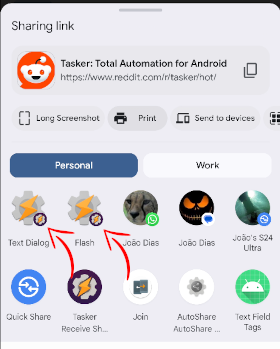 Sharing link
Tasker: Total Automation for Android
https://www.reddit.com/r/tasker/hot/
Long Screenshot
Print
Send to devices
Personal
Work
Text Dialog
Flash
João Dias
João Dias
João's S24
Ultra
Quick Share
Tasker
Receive Sh...
Join
AutoShare
AutoShare ...
Text Field
Tags